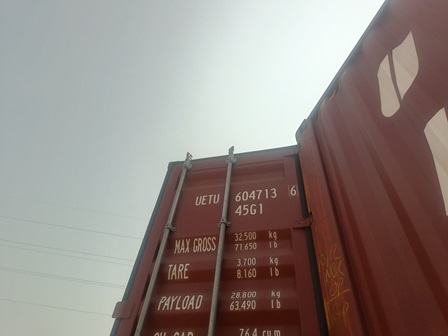 UETU 604713 6
45G1
MAX GROSS 32.500 kg
71.650 lb
TARE 3.700 kg
8.160 lb
PAYLOAD 28.800 kg
63.490 lb
76.4 cu.m